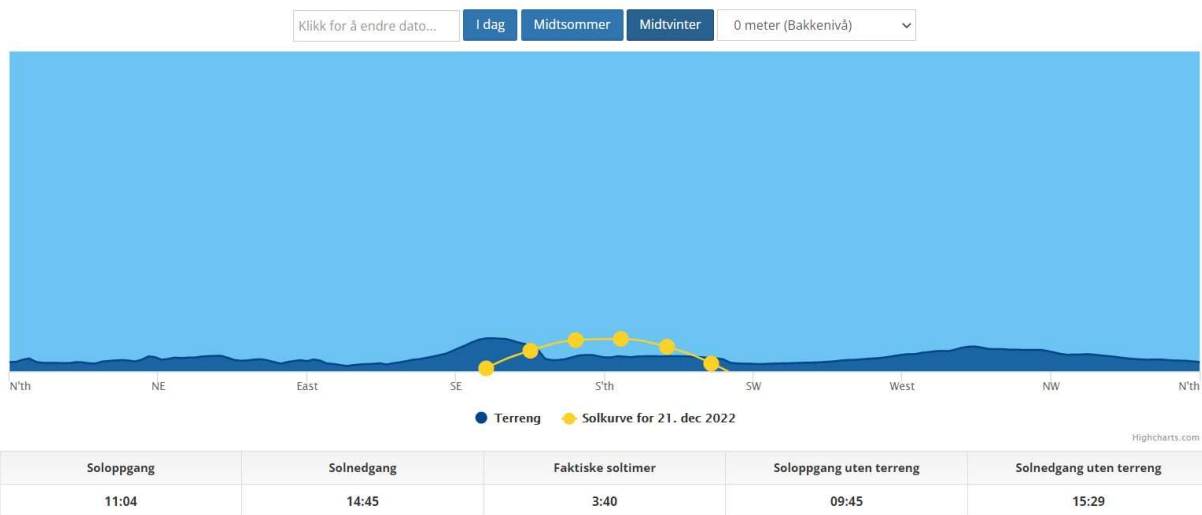 Klikk for å endre dato... I dag Midtsommer Midtvinter 0 meter (Bakkenivå)
N'th NE East SE S'th SW West NW N'th
Terreng Solkurve for 21. dec 2022
Highcharts.com
Soloppgang Solnedgang Faktiske soltimer Soloppgang uten terreng Solnedgang uten terreng
11:04 14:45 3:40 09:45 15:29